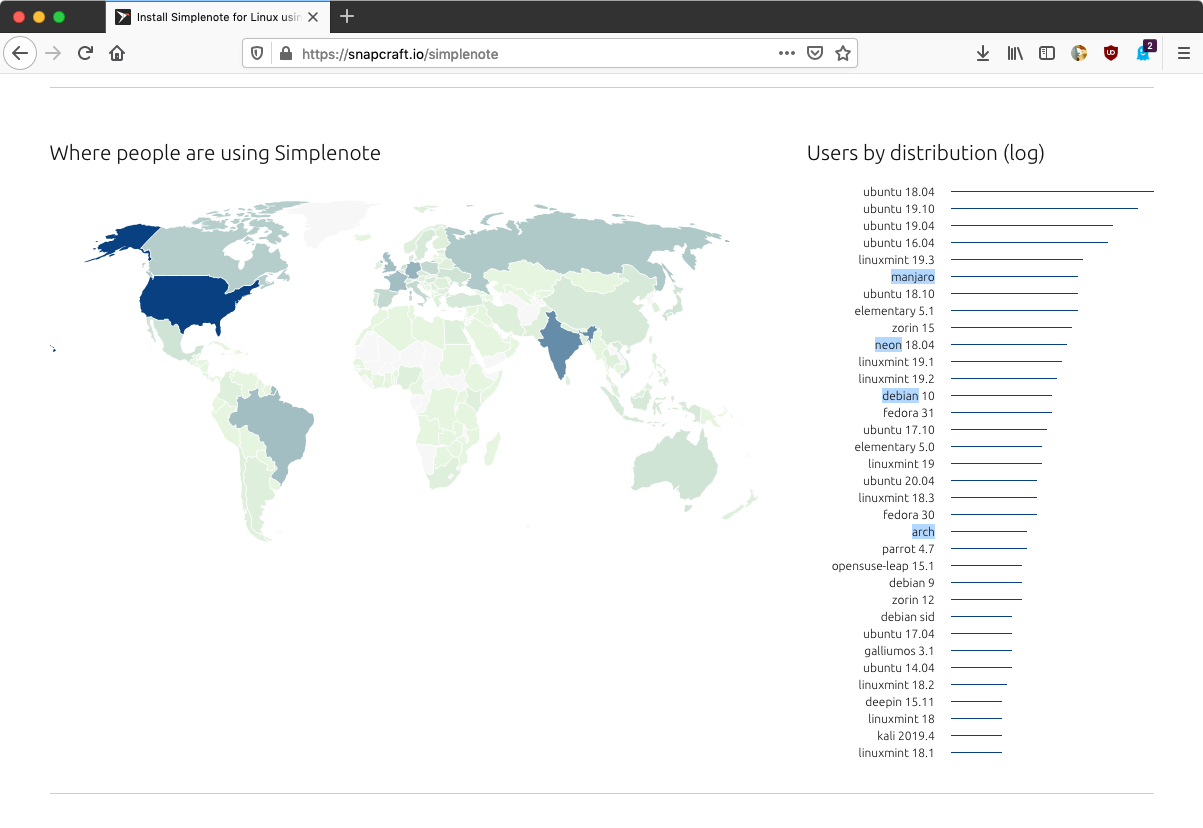 Install Simplenote for Linux usin
https://snapcraft.io/simplenote
2
Where people are using Simplenote
Users by distribution (log)
ubuntu 18.04
ubuntu 19.10
ubuntu 19.04
ubuntu 16.04
linuxmint 19.3
manjaro
ubuntu 18.10
elementary 5.1
zorin 15
neon 18.04
linuxmint 19.1
linuxmint 19.2
debian 10
fedora 31
ubuntu 17.10
elementary 5.0
linuxmint 19
ubuntu 20.04
linuxmint 18.3
fedora 30
arch
parrot 4.7
opensuse-leap 15.1
debian 9
zorin 12
debian sid
ubuntu 17.04
galliumos 3.1
ubuntu 14.04
linuxmint 18.2
deepin 15.11
linuxmint 18
kali 2019.4
linuxmint 18.1